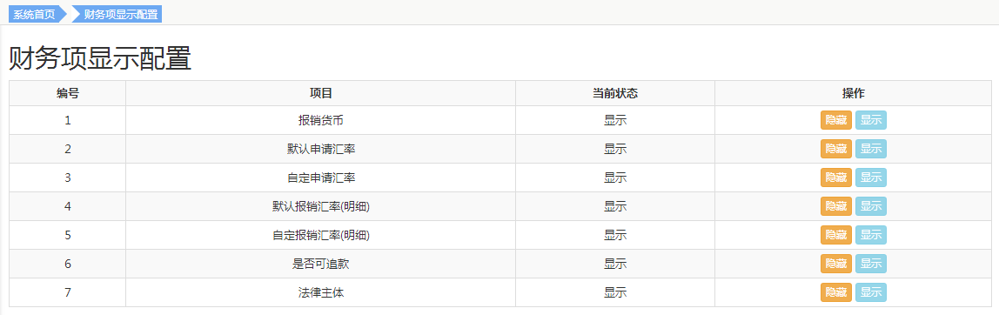 系统首页 财务项显示配置
财务项显示配置
编号 项目 当前状态 操作
1 报销货币 显示 隐藏 显示
2 默认申请汇率 显示 隐藏 显示
3 自定申请汇率 显示 隐藏 显示
4 默认报销汇率(明细) 显示 隐藏 显示
5 自定报销汇率(明细) 显示 隐藏 显示
6 是否可追款 显示 隐藏 显示
7 法律主体 显示 隐藏 显示